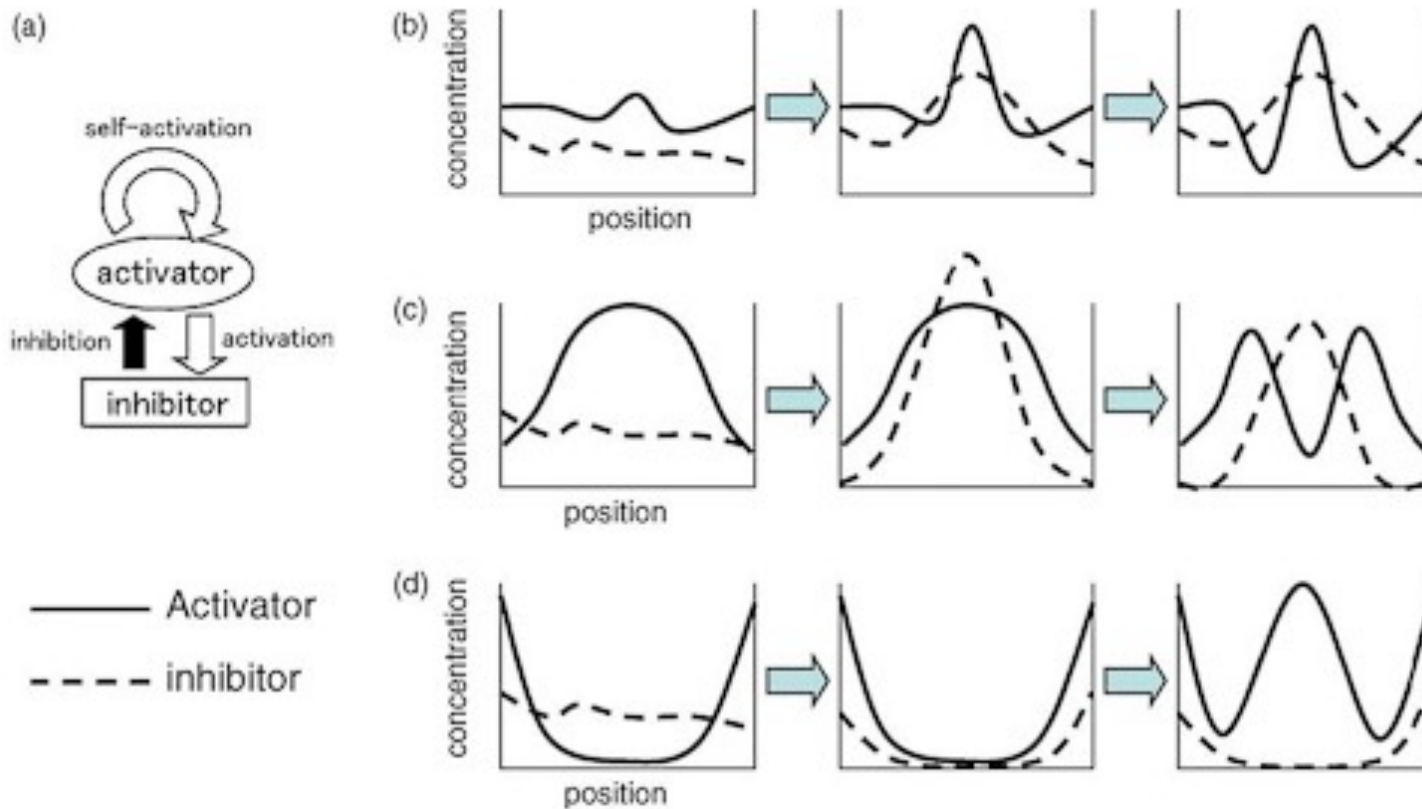 (a)
self-activation
activator
inhibition
activation
inhibitor
Activator
inhibitor
(b)
concentration
position
(c)
concentration
position
(d)
concentration
position